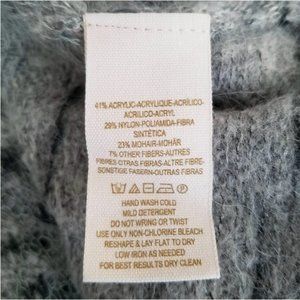 41% ACRYLIC-ACRYLIQUE-ACRÍLICO-
ACRILICO-ACRYL
29% NYLON-POLIAMIDA-FIBRA
SINTÉTICA
23% MOHAIR-MOHÄR
7% OTHER FIBERS-AUTRES
FIBRES-OTRAS FIBRAS-ALTRE FIBRE-
SONSTIGE FASERN-OUTRAS FIBRAS
HAND WASH COLD
MILD DETERGENT
DO NOT WRING OR TWIST
USE ONLY NON-CHLORINE BLEACH
RESHAPE & LAY FLAT TO DRY
LOW IRON AS NEEDED
FOR BEST RESULTS DRY CLEAN